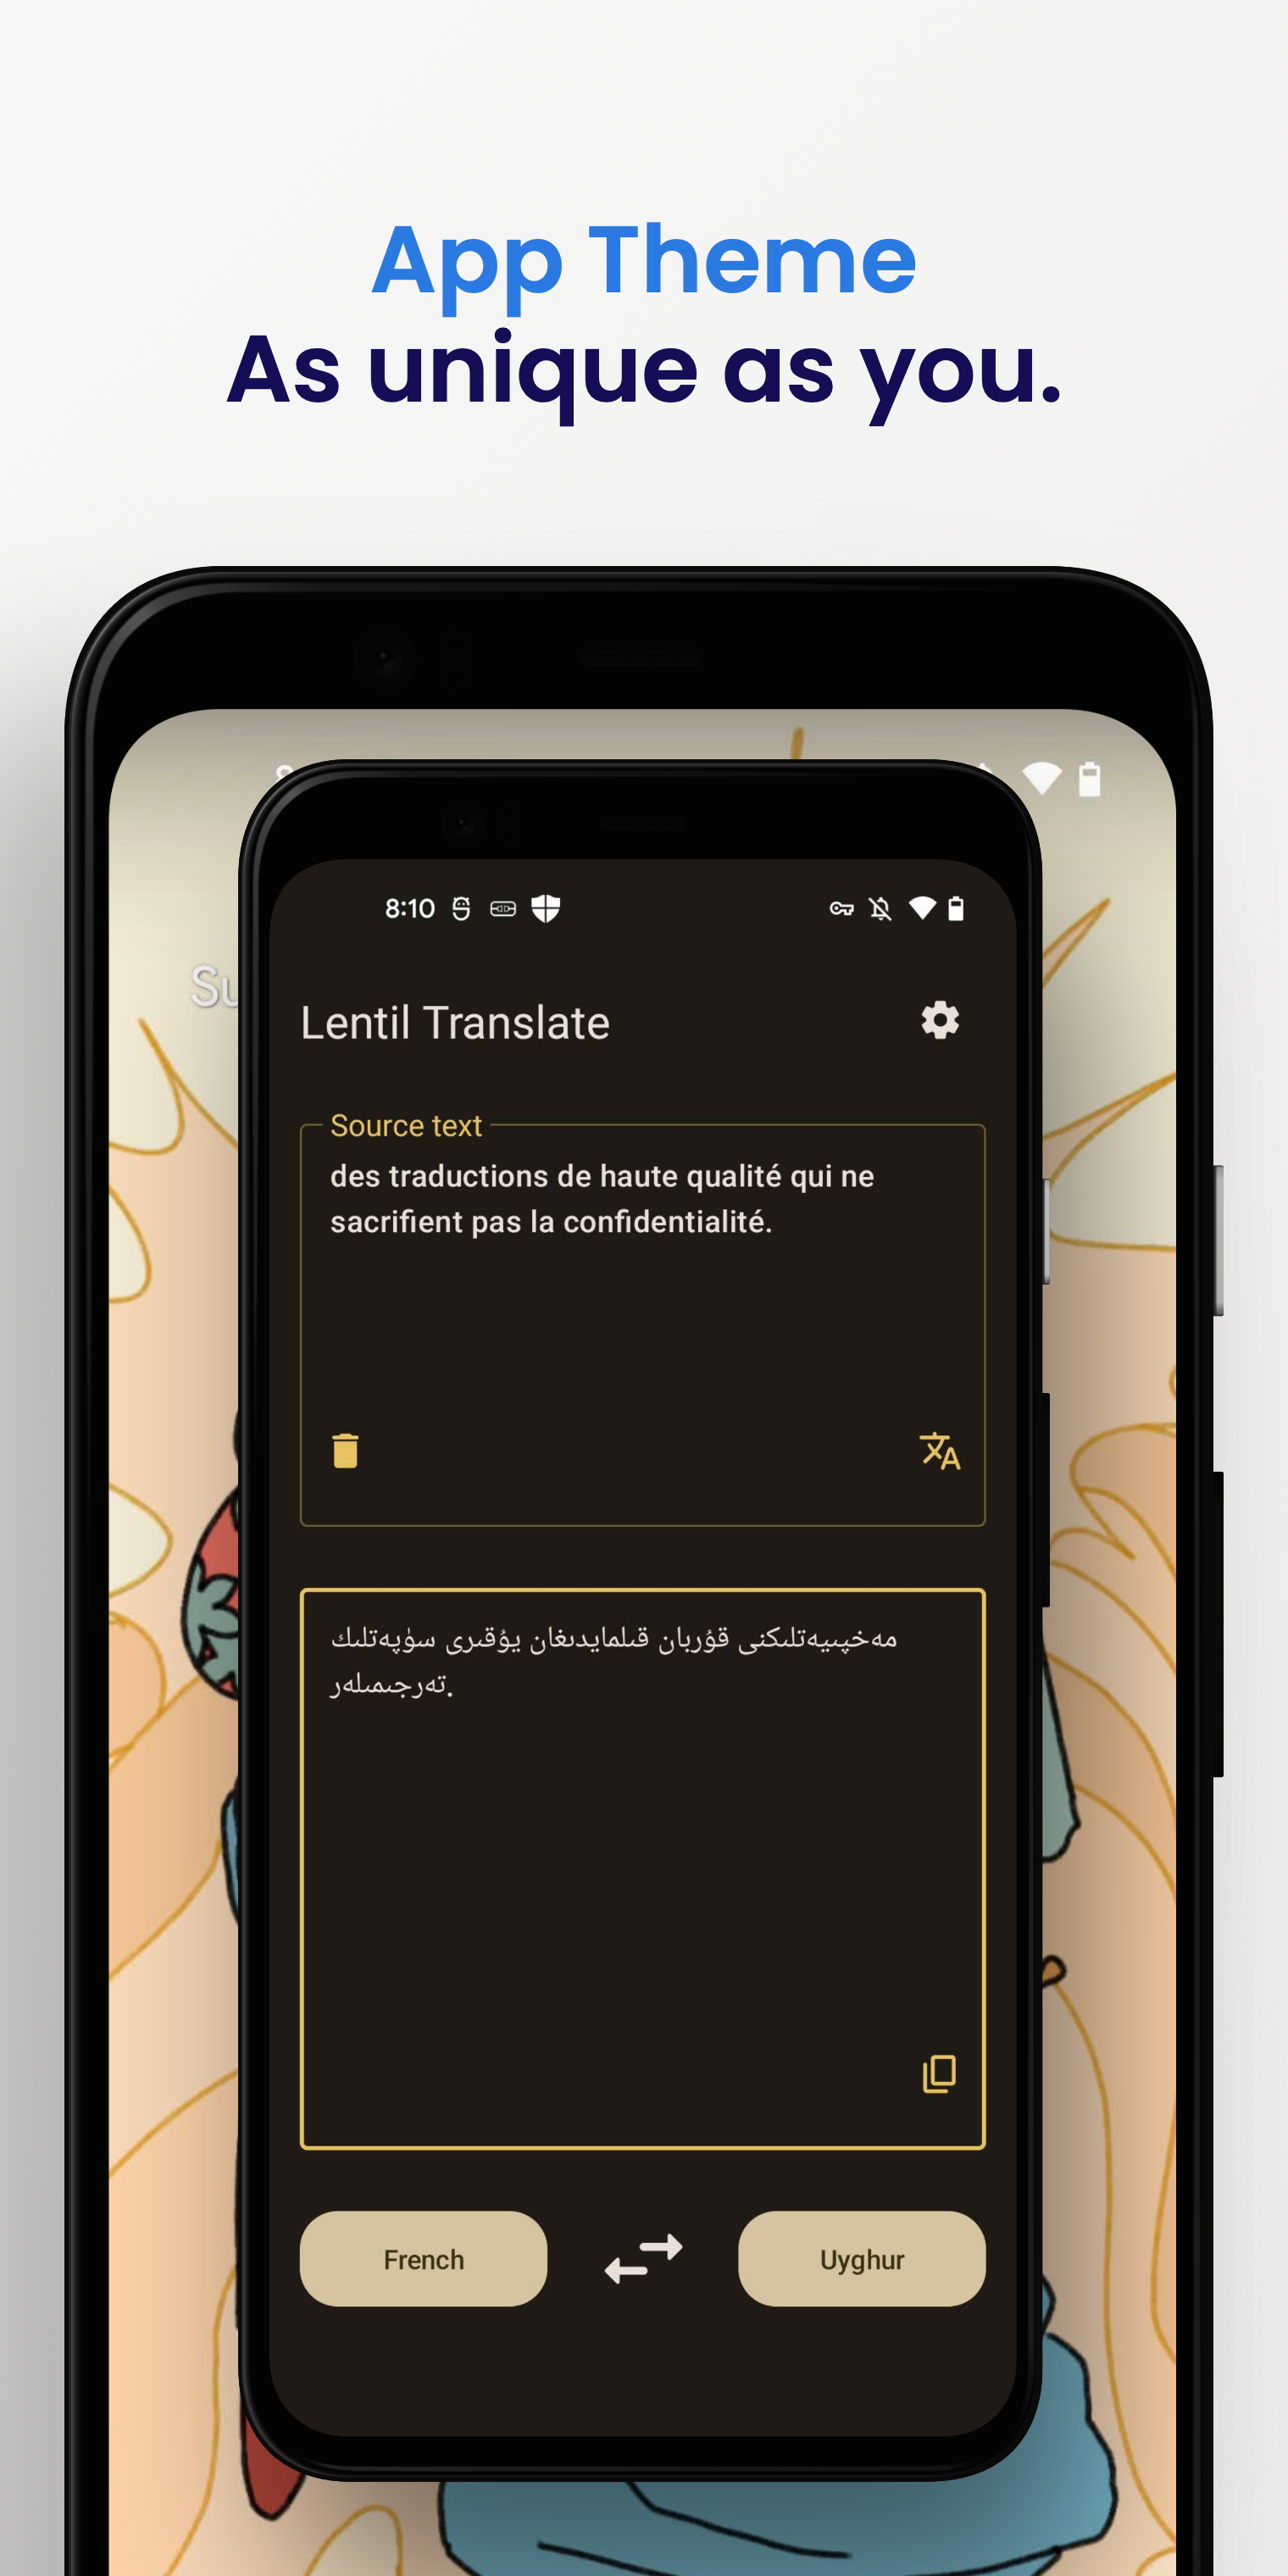 App Theme
As unique as you.
Su
8:10
Lentil Translate
Source text
des traductions de haute qualité qui ne
sacrifient pas la confidentialité.
مەخپىيەتلىكنى قۇربان قىلمايدىغان يۇقىرى سۈپەتلىك
تەرجىمىلەر.
French
Uyghur